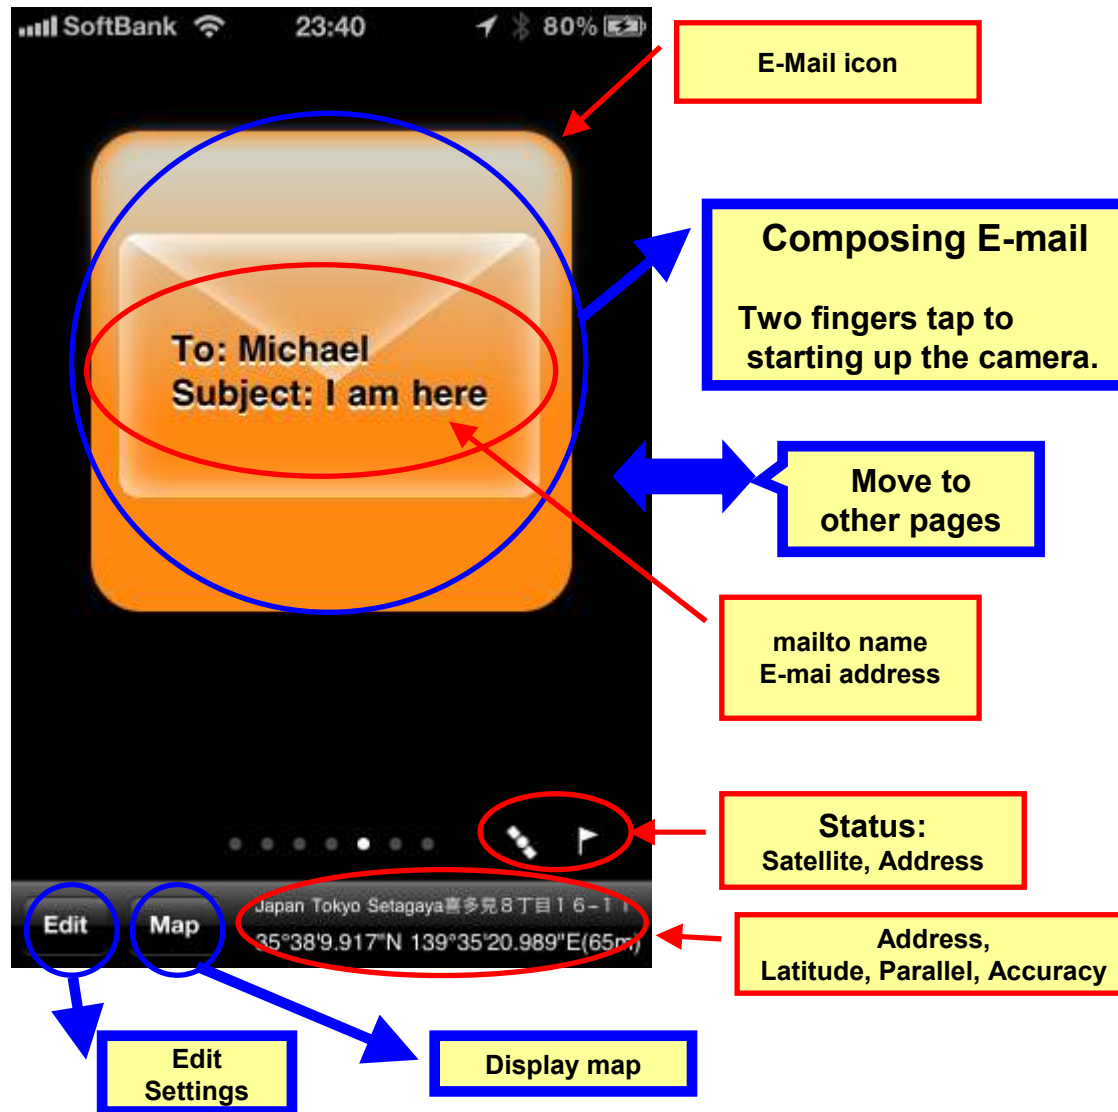 SoftBank 23:40 80%
E-Mail icon
Composing E-mail
Two fingers tap to
starting up the camera.
To: Michael
Subject: I am here
Move to
other pages
mailto name
E-mai address
Status:
Satellite, Address
Edit
Map
Japan Tokyo Setagaya喜多見8丁目16-11
35°38'9.917"N 139°35'20.989"E(65m)
Address,
Latitude, Parallel, Accuracy
Edit
Settings
Display map